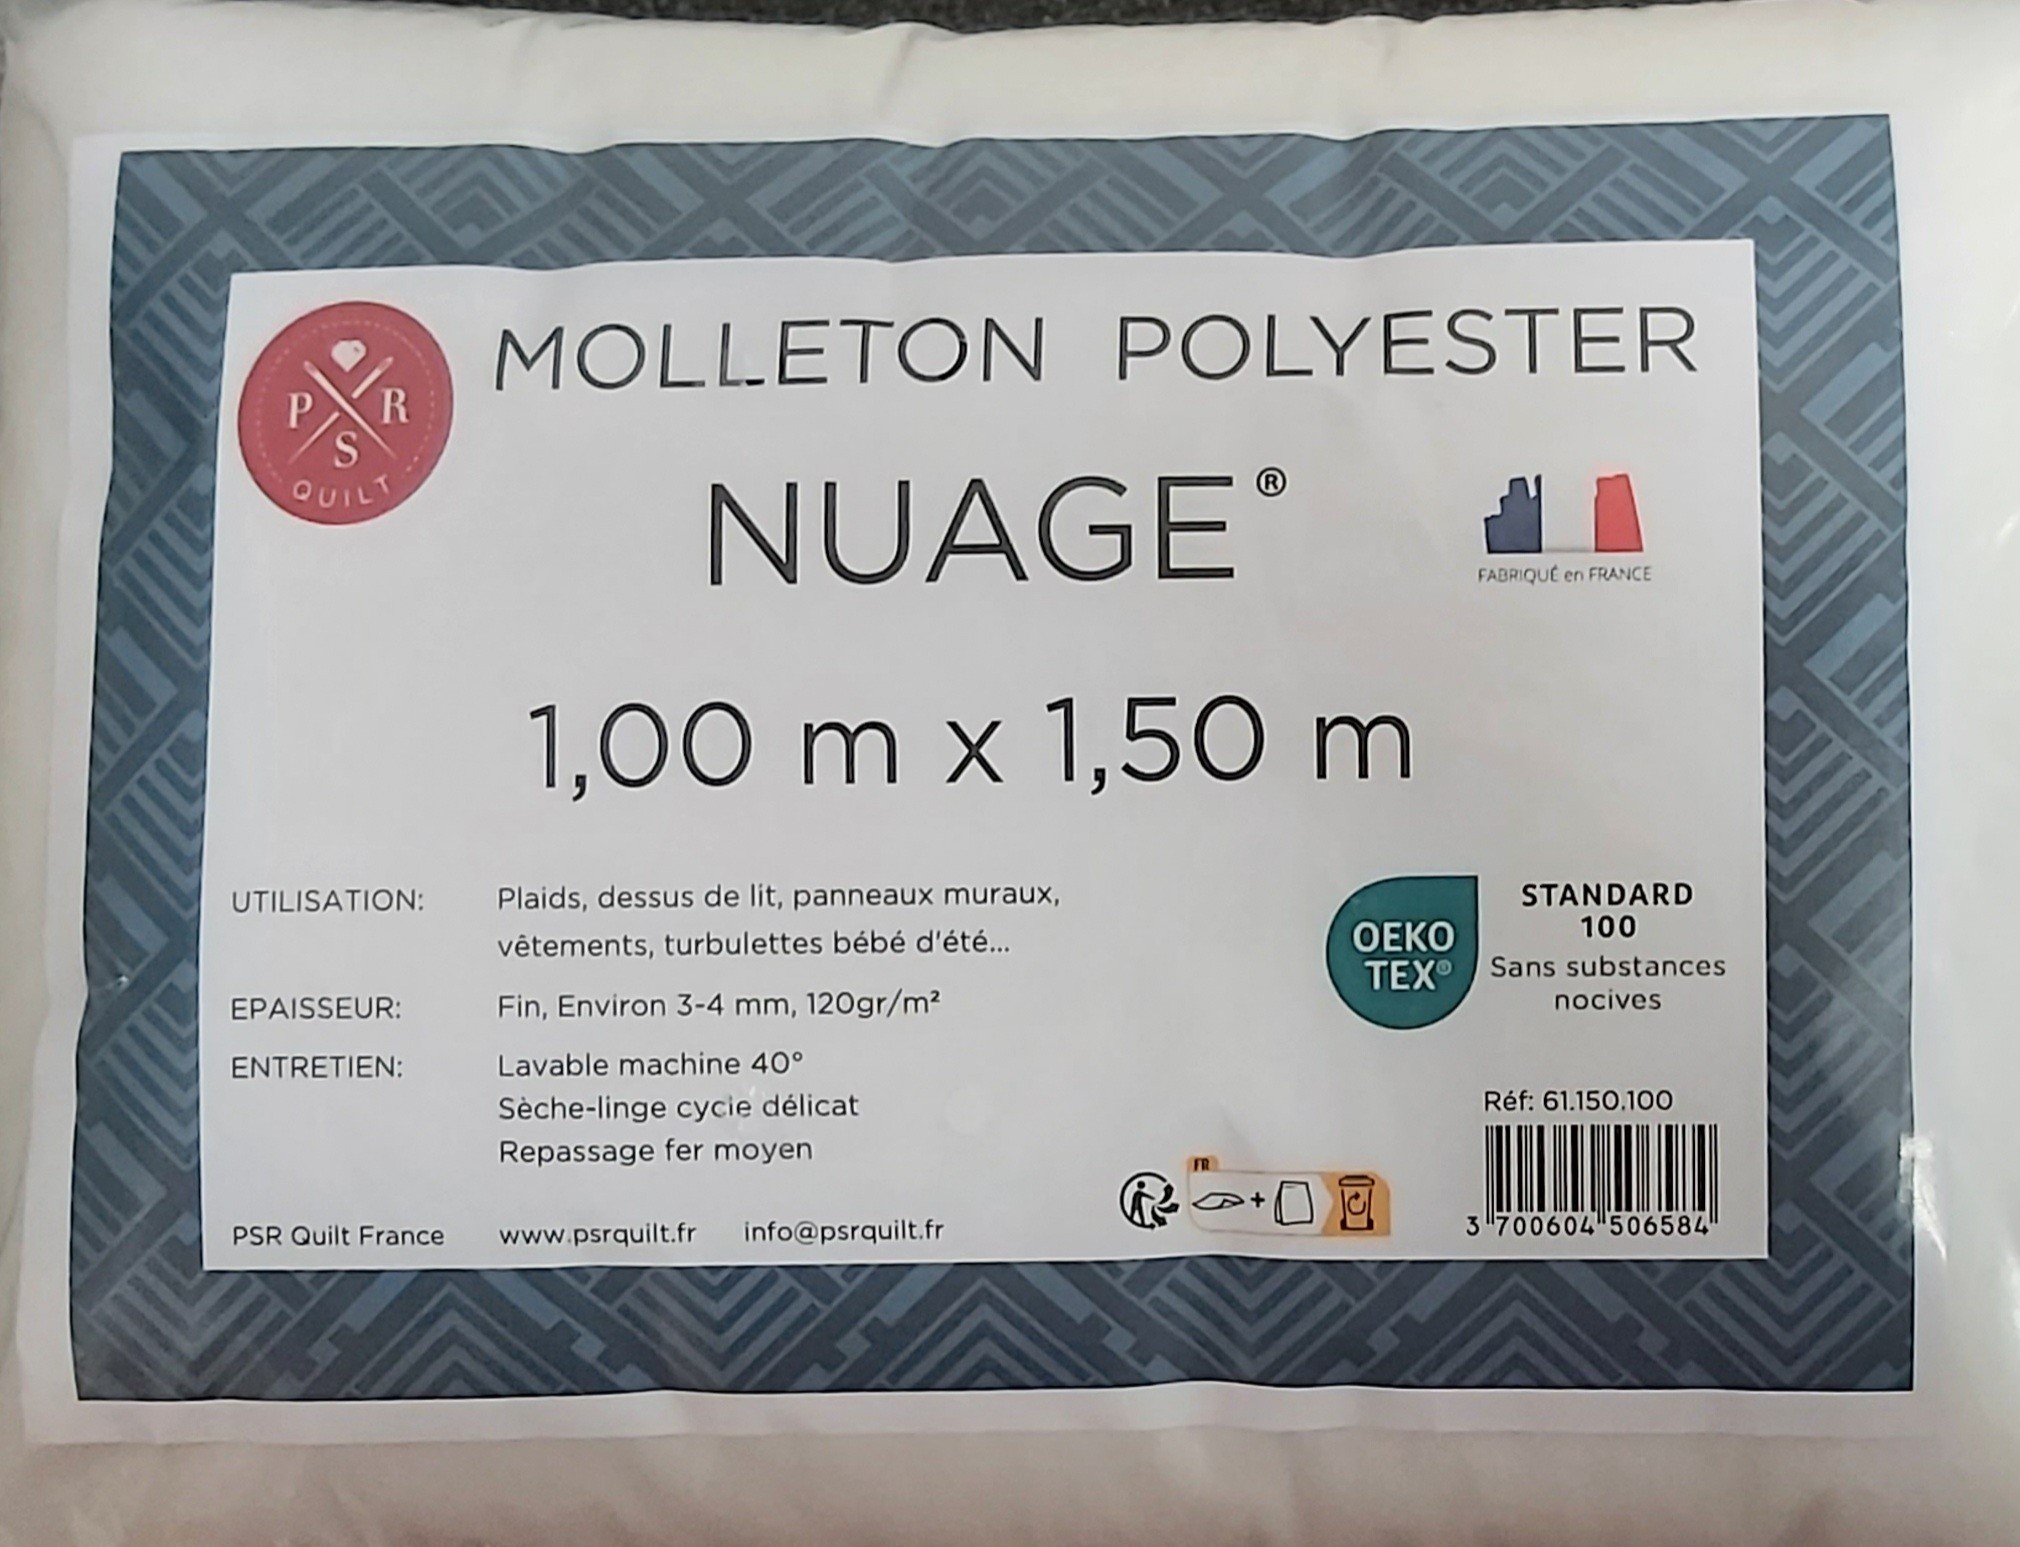 P R
S
QUILT
MOLLETON POLYESTER
NUAGE®
FABRIQUÉ en FRANCE
1,00 m x 1,50 m
UTILISATION: Plaids, dessus de lit, panneaux muraux,
vêtements, turbulettes bébé d'été...
EPAISSEUR: Fin, Environ 3-4 mm, 120gr/m²
ENTRETIEN: Lavable machine 40°
Sèche-linge cycle délicat
Repassage fer moyen
OEKO
TEX®
STANDARD
100
Sans substances
nocives
Réf: 61.150.100
FR
+
3 700604 506584
PSR Quilt France www.psrquilt.fr info@psrquilt.fr